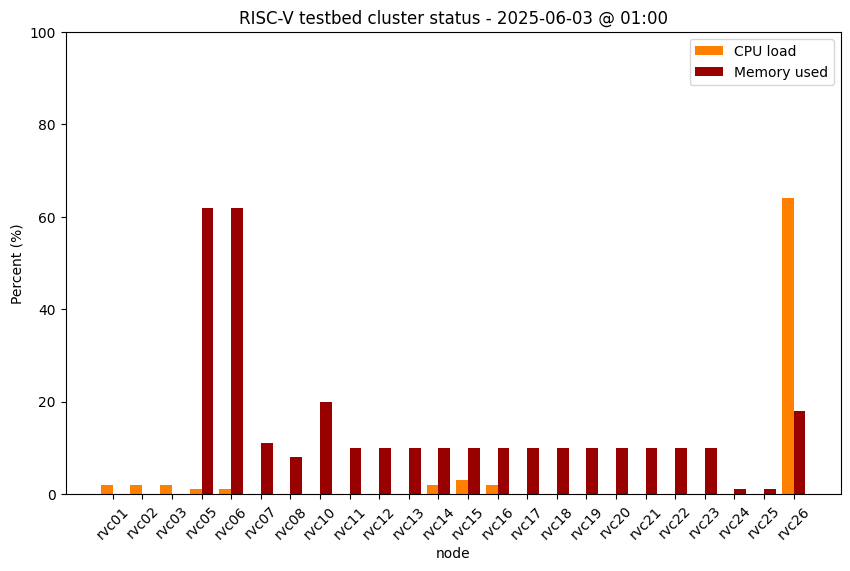 RISC-V testbed cluster status - 2025-06-03 @ 01:00
CPU load
Memory used
Percent (%)
100
80
60
40
20
0
rvc01 rvc02 rvc03 rvc05 rvc06 rvc07 rvc08 rvc10 rvc11 rvc12 rvc13 rvc14 rvc15 rvc16 rvc17 rvc18 rvc19 rvc20 rvc21 rvc22 rvc23 rvc24 rvc25 rvc26
node